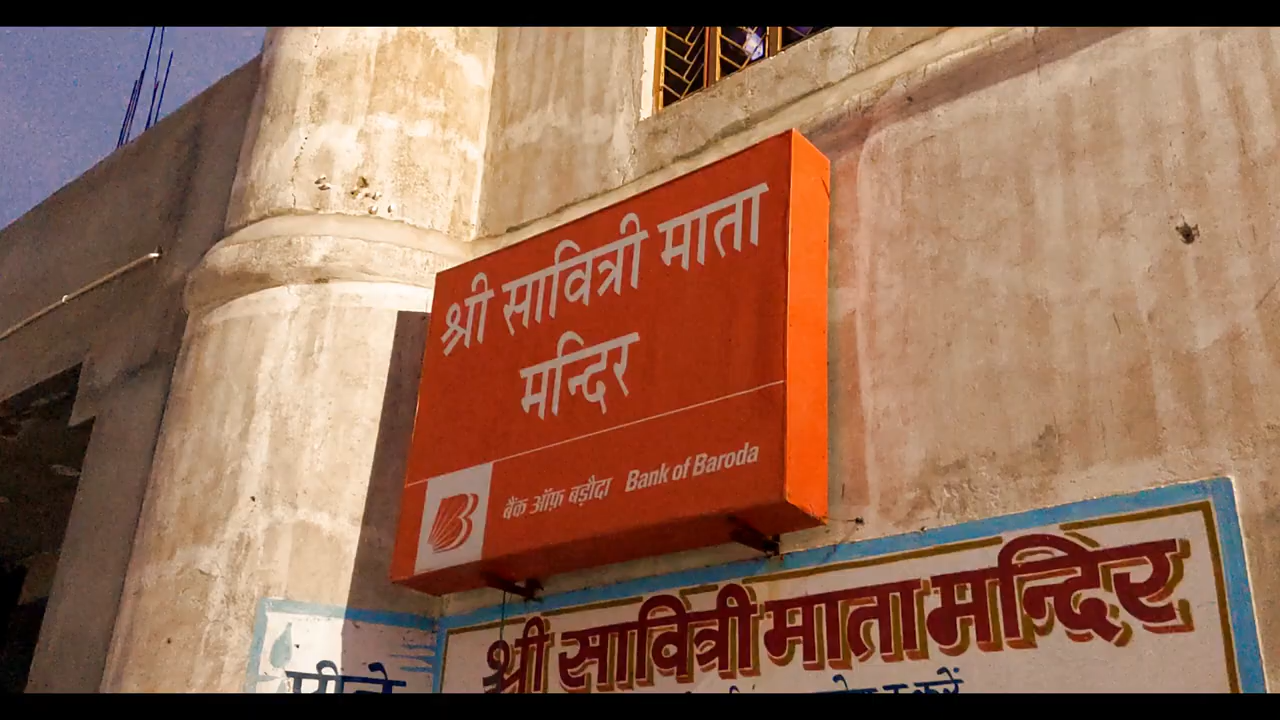 श्री सावित्री माता
मन्दिर
बैंक ऑफ़ बड़ौदा Bank of Baroda
श्रीं सावित्री माता मन्दिर